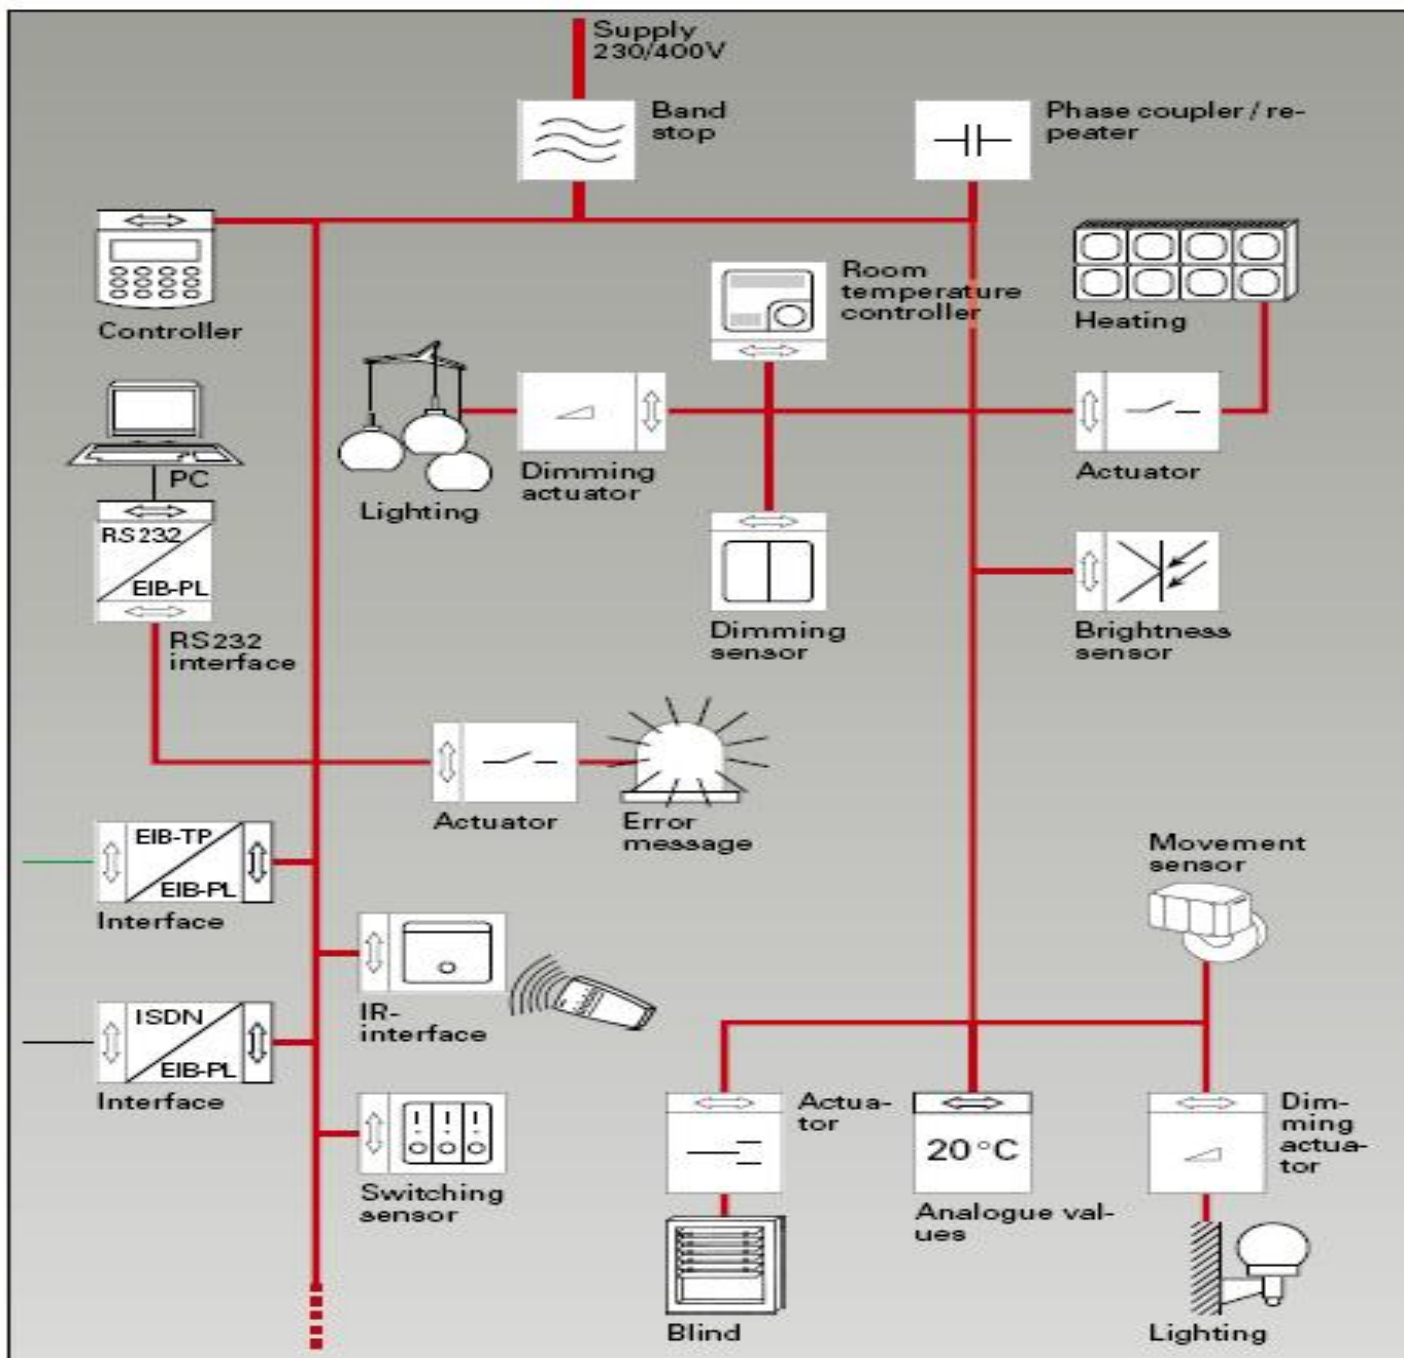 Supply
230/400V
Band
stop
Phase coupler / re-
peater
Controller
Room
temperature
controller
Heating
PC
Lighting
Dimming
actuator
Actuator
RS232
EIB-PL
RS232
interface
Dimming
sensor
Brightness
sensor
Actuator
Error
message
EIB-TP
EIB-PL
Interface
Movement
sensor
IR-
interface
ISDN
EIB-PL
Interface
Switching
sensor
Actua-
tor
20°C
Analogue val-
ues
Dim-
ming
actua-
tor
Blind
Lighting